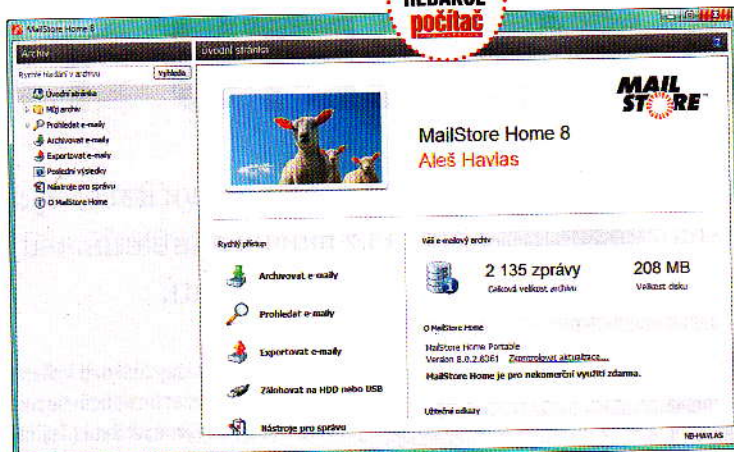 REDAKCE
počítač
MailStore Home 8
Archiv
Úvodní stránka
Rychlé hledání v archivu
Vyhledat
Úvodní stránka
Můj archiv
Prohledat e-maily
Archivovat e-maily
Exportovat e-maily
Poslední výsledky
Nástroje pro správu
O MailStore Home
MAIL
STORE™
MailStore Home 8
Aleš Havlas
Rychlý přístup
Archivovat e-maily
Prohledat e-maily
Exportovat e-maily
Zálohovat na HDD nebo USB
Nástroje pro správu
Váš e-mailový archiv
2 135 zprávy
Celková velikost archivu
208 MB
Velikost disku
O MailStore Home
MailStore Home Portable
Version 8.0.2.8361 Zkontrolovat aktualizace...
MailStore Home je pro nekomerční využití zdarma.
Užitečné odkazy
NB-HAVLAS